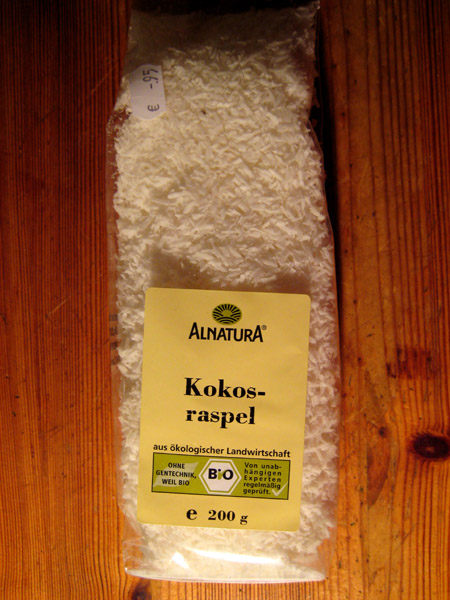 € -.95
ALNATURA®
Kokos-
raspel
aus ökologischer Landwirtschaft
OHNE
GENTECHNIK,
WEIL BIO
BiO
Von unab-
hängigen
Experten
regelmäßig
geprüft.
e 200 g